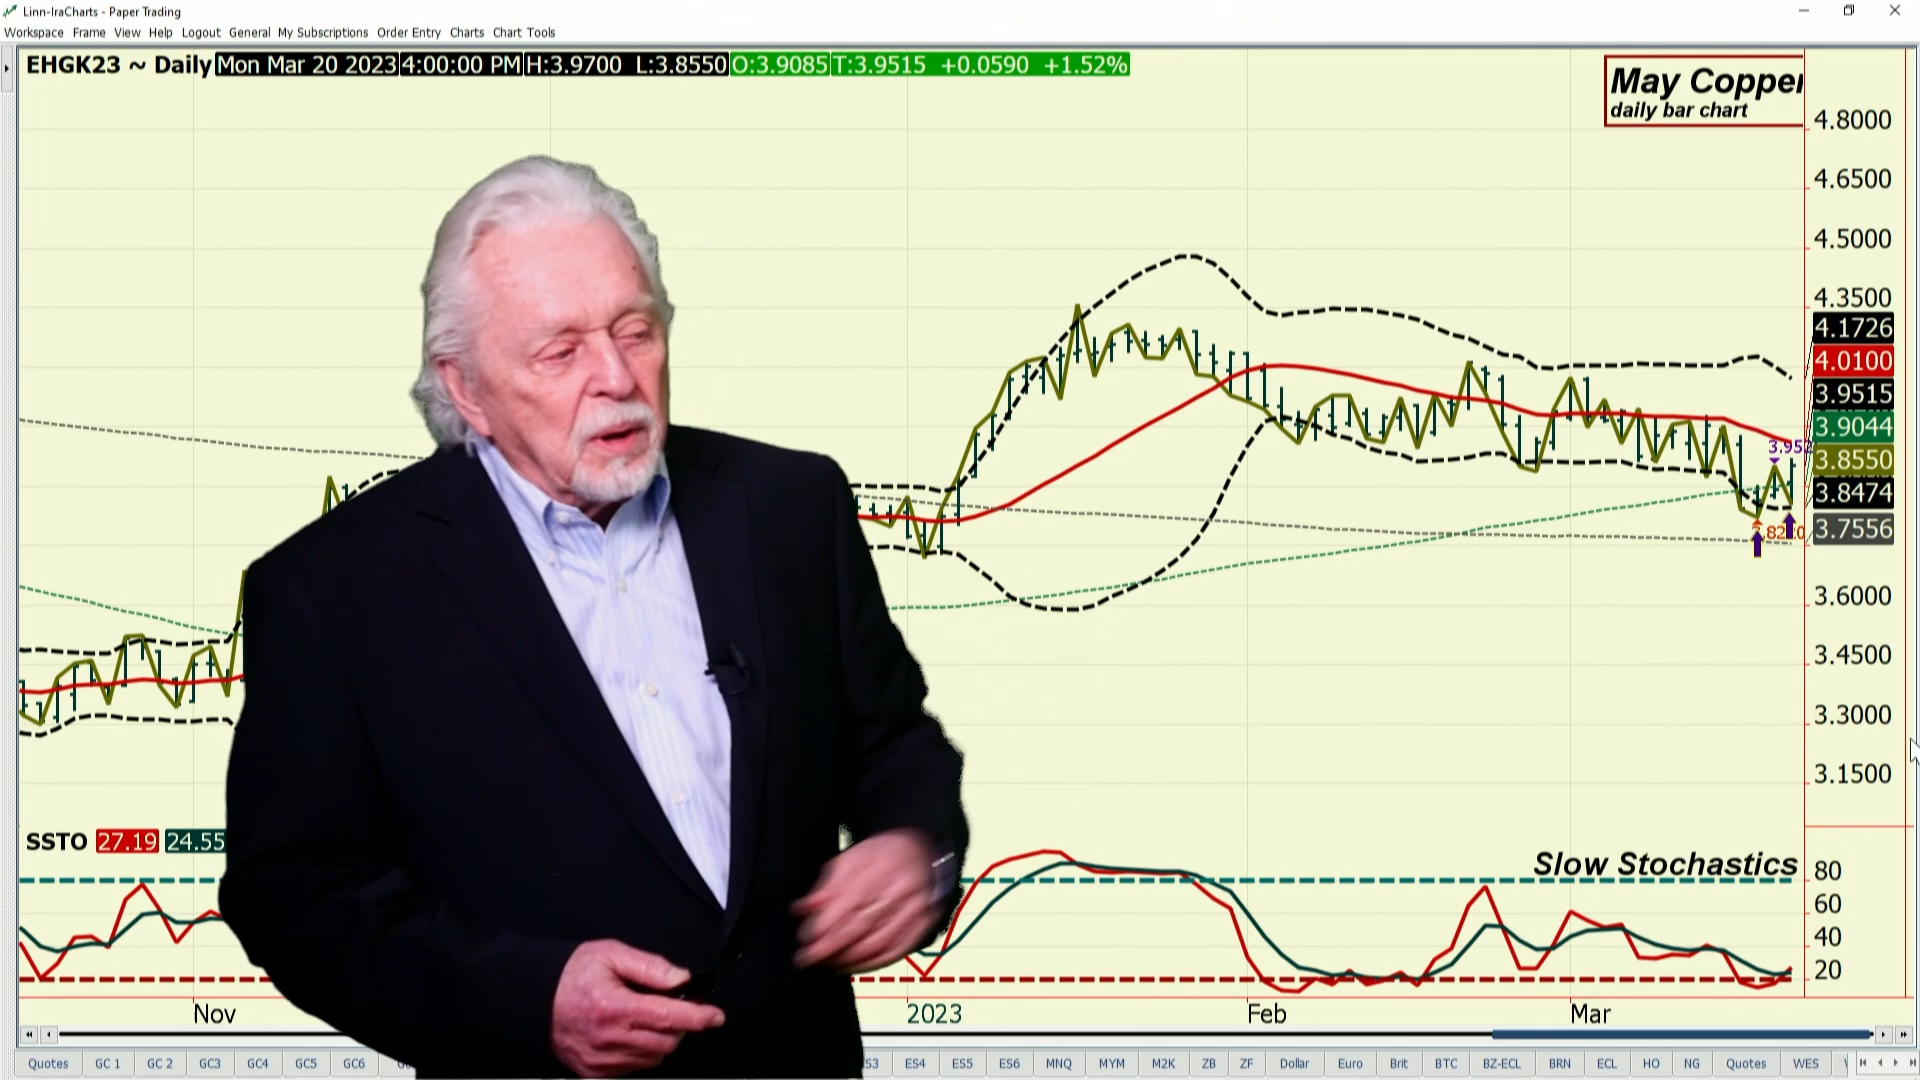 Linn-IraCharts - Paper Trading
Workspace Frame View Help Logout General My Subscriptions Order Entry Charts Chart Tools
EHGK23 ~ Daily Mon Mar 20 2023 4:00:00 PM H:3.9700 L:3.8550 O:3.9085 T:3.9515 +0.0590 +1.52%
May Copper
daily bar chart
4.8000
4.6500
4.5000
4.3500
4.1726
4.0100
3.9515
3.9044
3.8550
3.8474
3.7556
3.6000
3.4500
3.3000
3.1500
SSTO 27.19 24.55
Slow Stochastics
80
60
40
20
Nov 2023 Feb Mar
Quotes GC 1 GC 2 GC3 GC4 GC5 GC6 ES4 ES5 ES6 MNQ MYM M2K ZB ZF Dollar Euro Brit BTC BZ-ECL BRN ECL HO NG Quotes WES